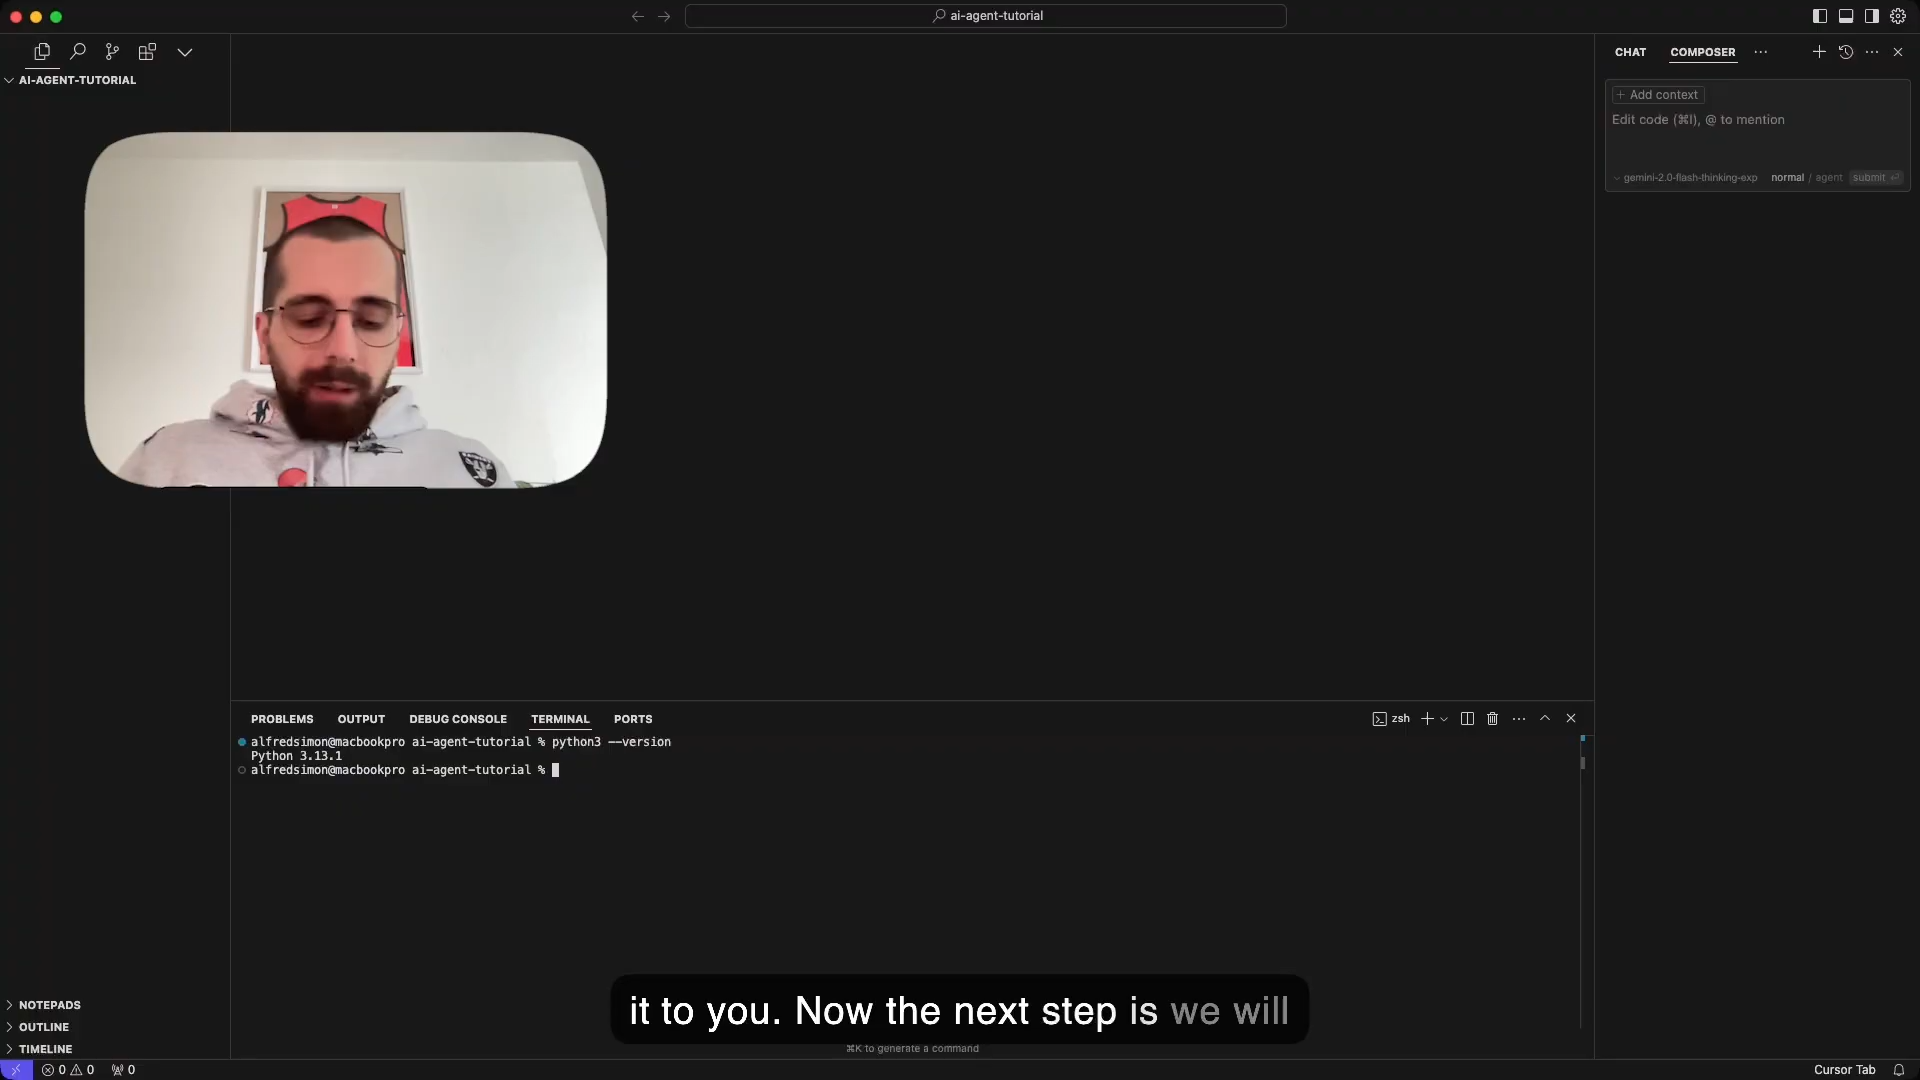 ai-agent-tutorial
AI-AGENT-TUTORIAL
CHAT
COMPOSER
+ Add context
Edit code (⌘I), @ to mention
gemini-2.0-flash-thinking-exp
normal / agent
submit
PROBLEMS
OUTPUT
DEBUG CONSOLE
TERMINAL
PORTS
zsh
alfredsimon@macbookpro ai-agent-tutorial % python3 --version
Python 3.13.1
alfredsimon@macbookpro ai-agent-tutorial %
it to you. Now the next step is we will
⌘K to generate a command
NOTEPADS
OUTLINE
TIMELINE
0 0 0
Cursor Tab